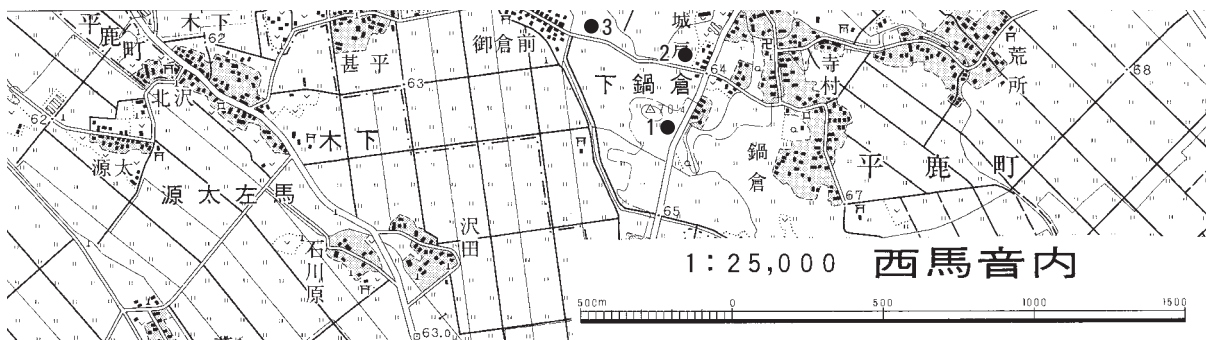 平鹿町
木下
62
甚平
63
御倉前
3
城戸
2
64
下鍋倉
1
八寺村
荒所
68
北沢
62
源太
木下
源太左馬
鍋倉
平鹿町
67
65
沢田
石川原
63.0
1:25,000 西馬音内
500m 0 500 1000 1500